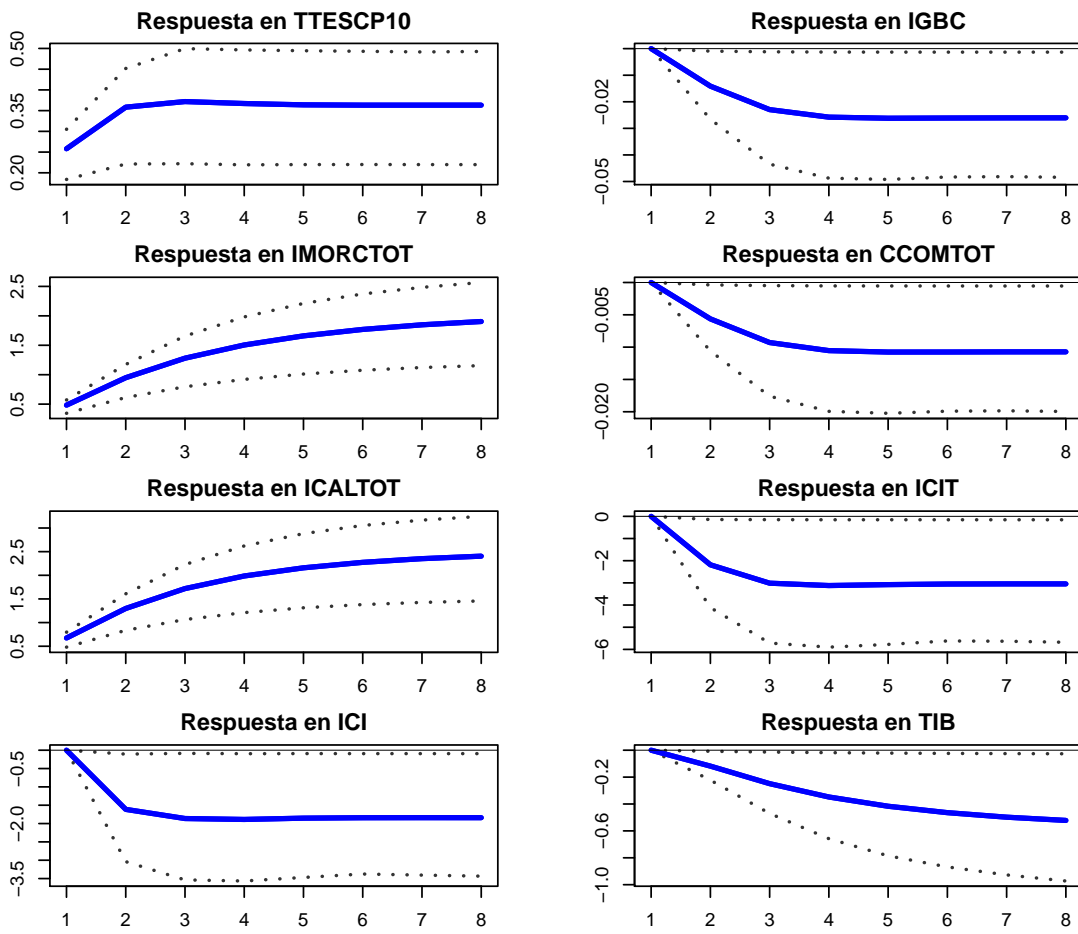 Respuesta en TTESCP10
0.50
0.35
0.20
1 2 3 4 5 6 7 8
Respuesta en IGBC
−0.02
−0.05
1 2 3 4 5 6 7 8
Respuesta en IMORCTOT
2.5
1.5
0.5
1 2 3 4 5 6 7 8
Respuesta en CCOMTOT
−0.005
−0.020
1 2 3 4 5 6 7 8
Respuesta en ICALTOT
2.5
1.5
0.5
1 2 3 4 5 6 7 8
Respuesta en ICIT
0
−2
−4
−6
1 2 3 4 5 6 7 8
Respuesta en ICI
−0.5
−2.0
−3.5
1 2 3 4 5 6 7 8
Respuesta en TIB
−0.2
−0.6
−1.0
1 2 3 4 5 6 7 8